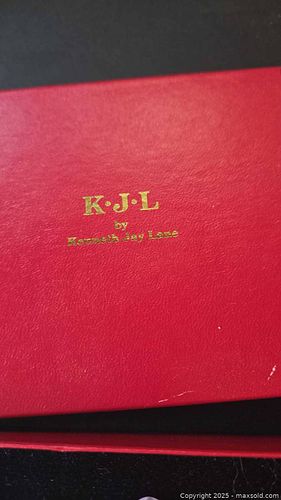 K·J·L
by
Kenneth Jay Lane
Copyright 2025 - maxsold.com